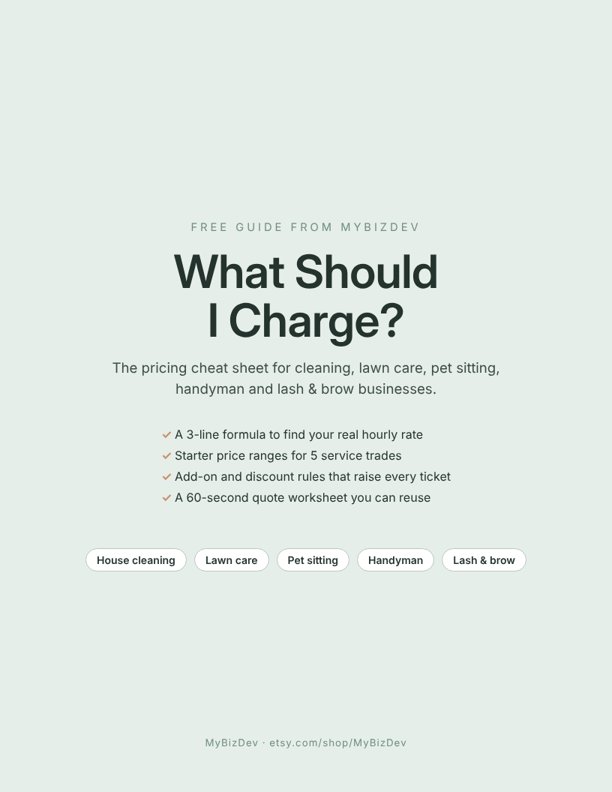 FREE GUIDE FROM MYBIZDEV
What Should
I Charge?
The pricing cheat sheet for cleaning, lawn care, pet sitting,
handyman and lash & brow businesses.
✓ A 3-line formula to find your real hourly rate
✓ Starter price ranges for 5 service trades
✓ Add-on and discount rules that raise every ticket
✓ A 60-second quote worksheet you can reuse
House cleaning Lawn care Pet sitting Handyman Lash & brow
MyBizDev · etsy.com/shop/MyBizDev